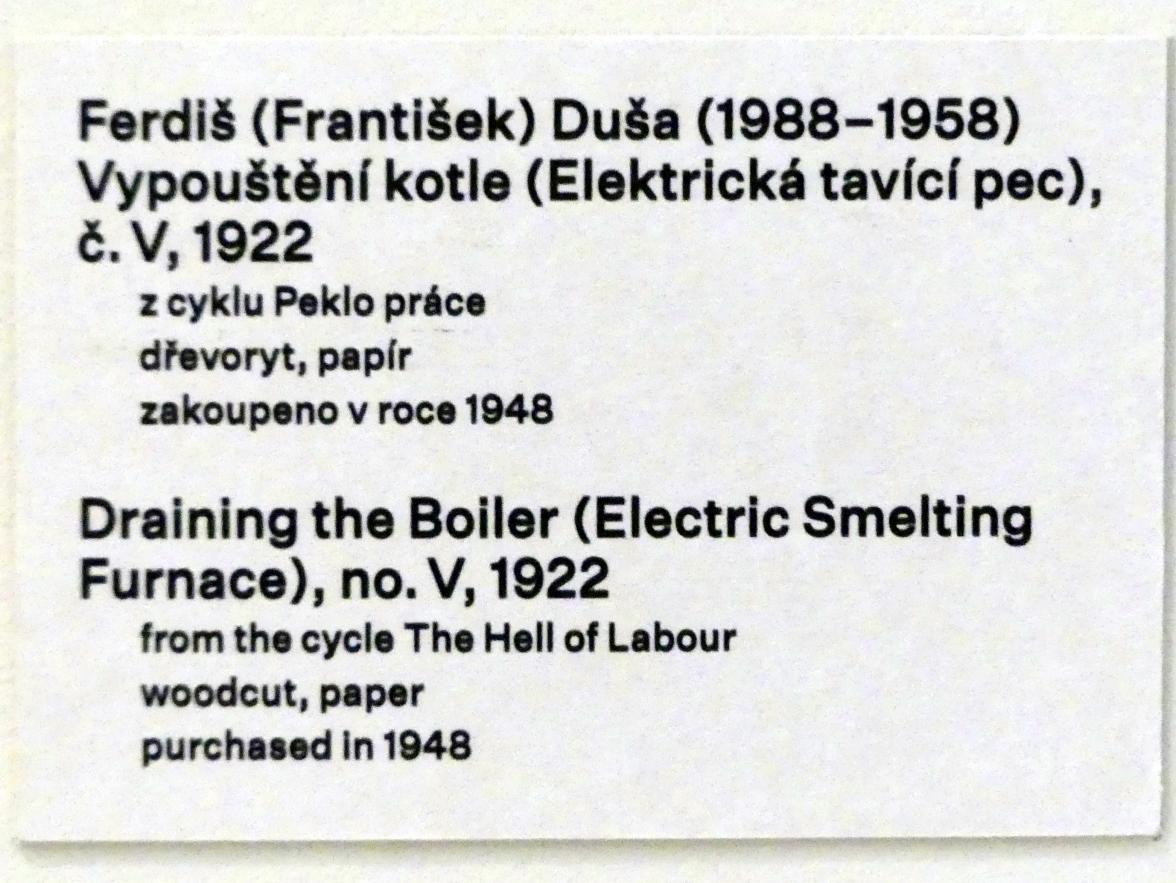 Ferdiš (František) Duša (1988–1958)
Vypouštění kotle (Elektrická tavící pec),
č. V, 1922
z cyklu Peklo práce
dřevoryt, papír
zakoupeno v roce 1948
Draining the Boiler (Electric Smelting
Furnace), no. V, 1922
from the cycle The Hell of Labour
woodcut, paper
purchased in 1948